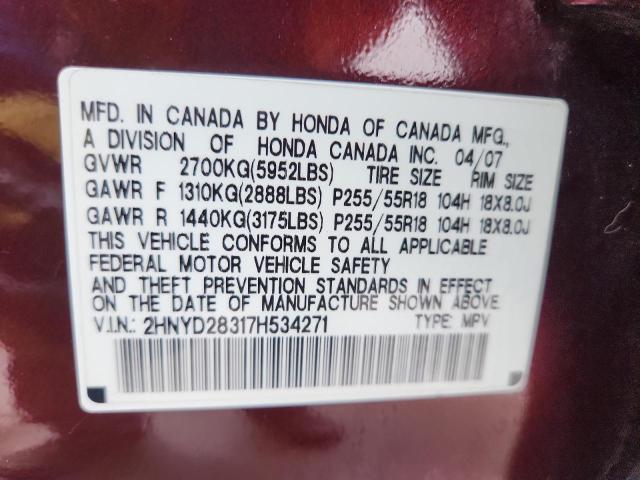 MFD. IN CANADA BY HONDA OF CANADA MFG.,
A DIVISION OF HONDA CANADA INC. 04/07
GVWR 2700KG(5952LBS) TIRE SIZE RIM SIZE
GAWR F 1310KG(2888LBS) P255/55R18 104H 18X8.0J
GAWR R 1440KG(3175LBS) P255/55R18 104H 18X8.0J
THIS VEHICLE CONFORMS TO ALL APPLICABLE
FEDERAL MOTOR VEHICLE SAFETY
AND THEFT PREVENTION STANDARDS IN EFFECT
ON THE DATE OF MANUFACTURE SHOWN ABOVE.
V.I.N.: 2HNYD28317H534271 TYPE: MPV